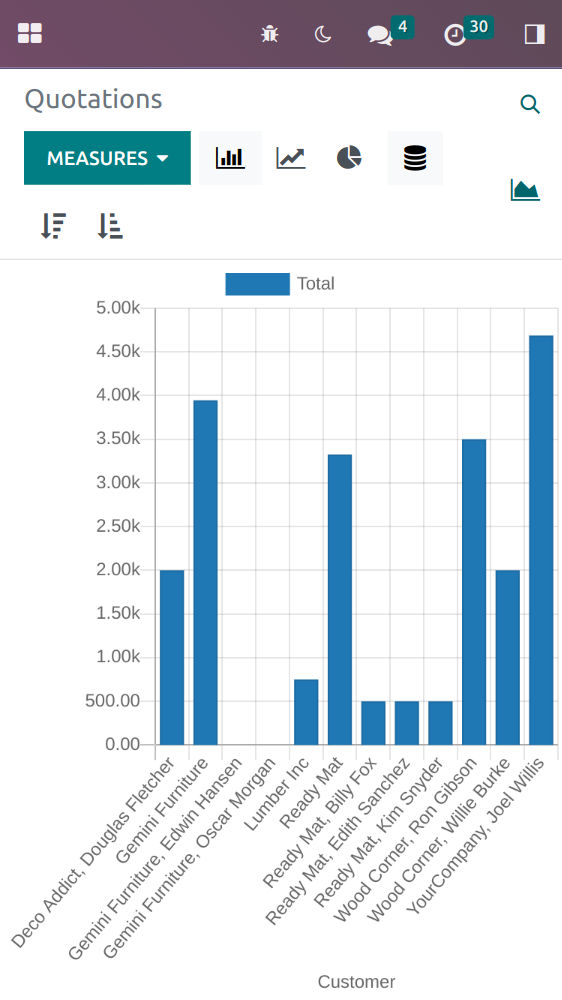 4
30
Quotations
MEASURES
Total
5.00k
4.50k
4.00k
3.50k
3.00k
2.50k
2.00k
1.50k
1.00k
500.00
0.00
Deco Addict, Douglas Fletcher
Gemini Furniture
Gemini Furniture, Edwin Hansen
Gemini Furniture, Oscar Morgan
Lumber Inc
Ready Mat
Ready Mat, Billy Fox
Ready Mat, Edith Sanchez
Ready Mat, Kim Snyder
Wood Corner, Ron Gibson
Wood Corner, Willie Burke
YourCompany, Joel Willis
Customer